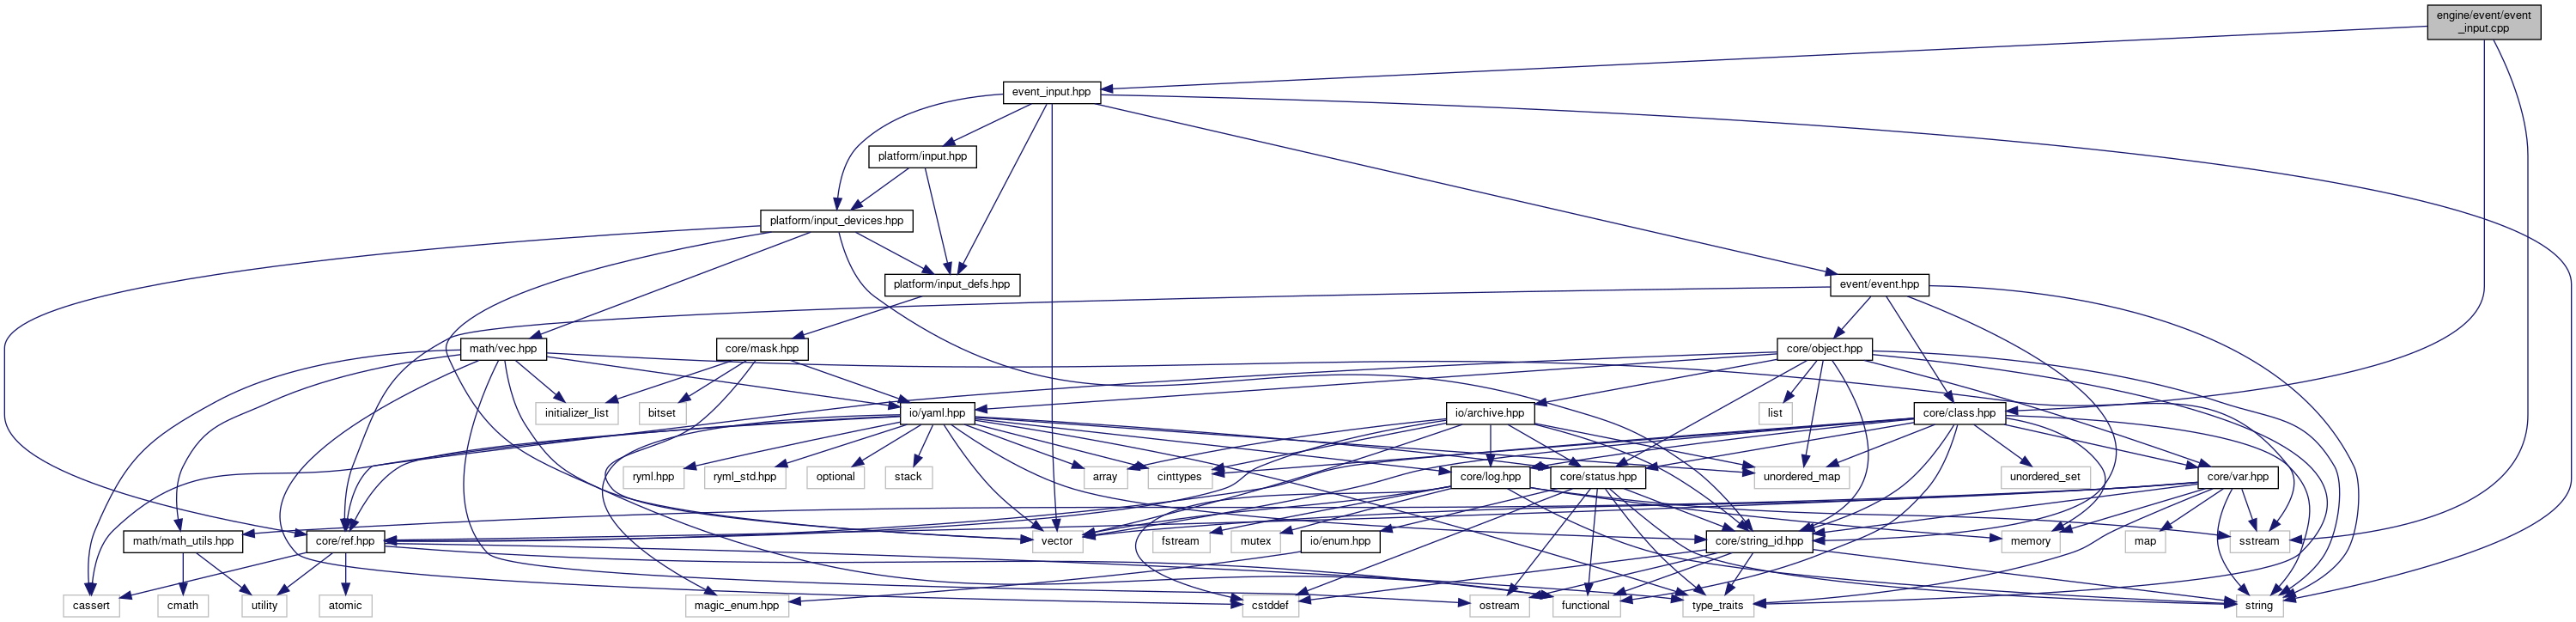 engine/event/event
_input.cpp
event_input.hpp
platform/input.hpp
platform/input_devices.hpp
platform/input_defs.hpp
event/event.hpp
math/vec.hpp
core/mask.hpp
core/object.hpp
initializer_list
bitset
io/yaml.hpp
io/archive.hpp
list
core/class.hpp
ryml.hpp
ryml_std.hpp
optional
stack
array
cinttypes
core/log.hpp
core/status.hpp
unordered_map
unordered_set
core/var.hpp
math/math_utils.hpp
core/ref.hpp
vector
fstream
mutex
io/enum.hpp
core/string_id.hpp
memory
map
sstream
cassert
cmath
utility
atomic
magic_enum.hpp
cstddef
ostream
functional
type_traits
string